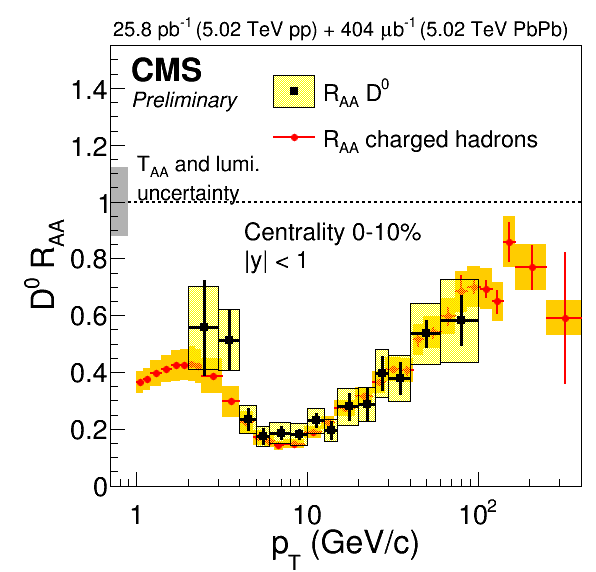 25.8 pb⁻¹ (5.02 TeV pp) + 404 μb⁻¹ (5.02 TeV PbPb)
CMS
Preliminary
R_AA D⁰
R_AA charged hadrons
T_AA and lumi.
uncertainty
Centrality 0-10%
|y| < 1
D⁰ R_AA
1.4
1.2
1
0.8
0.6
0.4
0.2
0
1 10 10²
p_T (GeV/c)